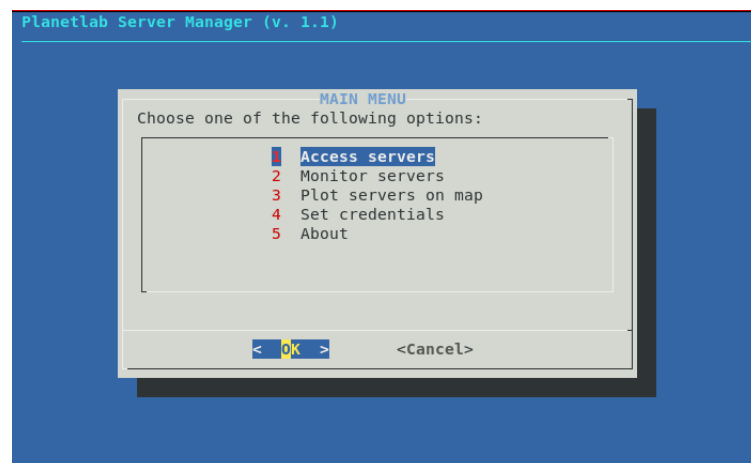 Planetlab Server Manager (v. 1.1)
MAIN MENU
Choose one of the following options:
1 Access servers
2 Monitor servers
3 Plot servers on map
4 Set credentials
5 About
< OK > <Cancel>